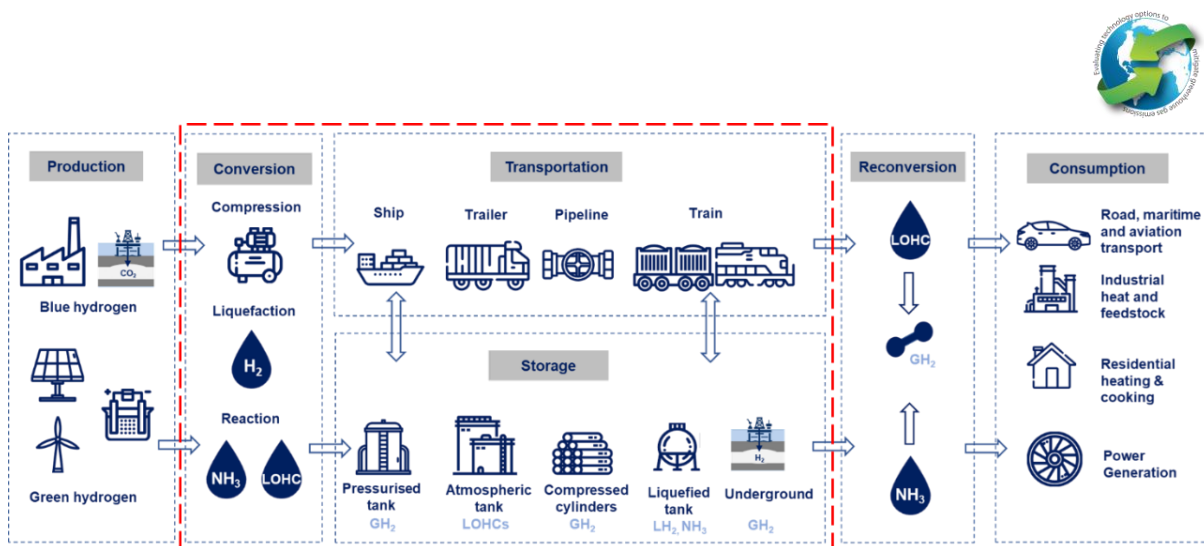 Evaluating technology options to
mitigate greenhouse gas emissions
Production
Blue hydrogen
CO₂
Green hydrogen
Conversion
Compression
Liquefaction
H₂
Reaction
NH₃
LOHC
Transportation
Ship
Trailer
Pipeline
Train
Storage
Pressurised
tank
GH₂
Atmospheric
tank
LOHCs
Compressed
cylinders
GH₂
Liquefied
tank
LH₂, NH₃
H₂
Underground
GH₂
Reconversion
LOHC
GH₂
NH₃
Consumption
Road, maritime
and aviation
transport
Industrial
heat and
feedstock
Residential
heating &
cooking
Power
Generation